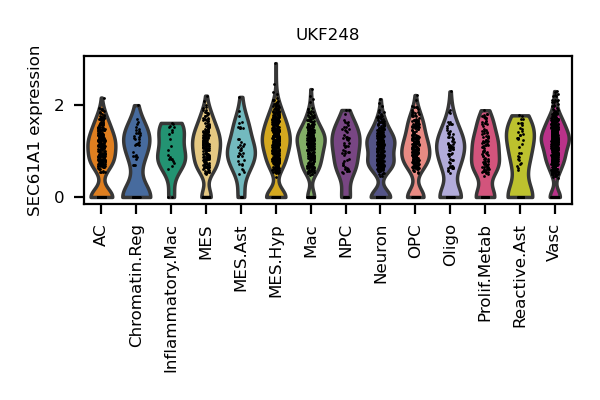 UKF248
SEC61A1 expression
2
0
AC
Chromatin.Reg
Inflammatory.Mac
MES
MES.Ast
MES.Hyp
Mac
NPC
Neuron
OPC
Oligo
Prolif.Metab
Reactive.Ast
Vasc